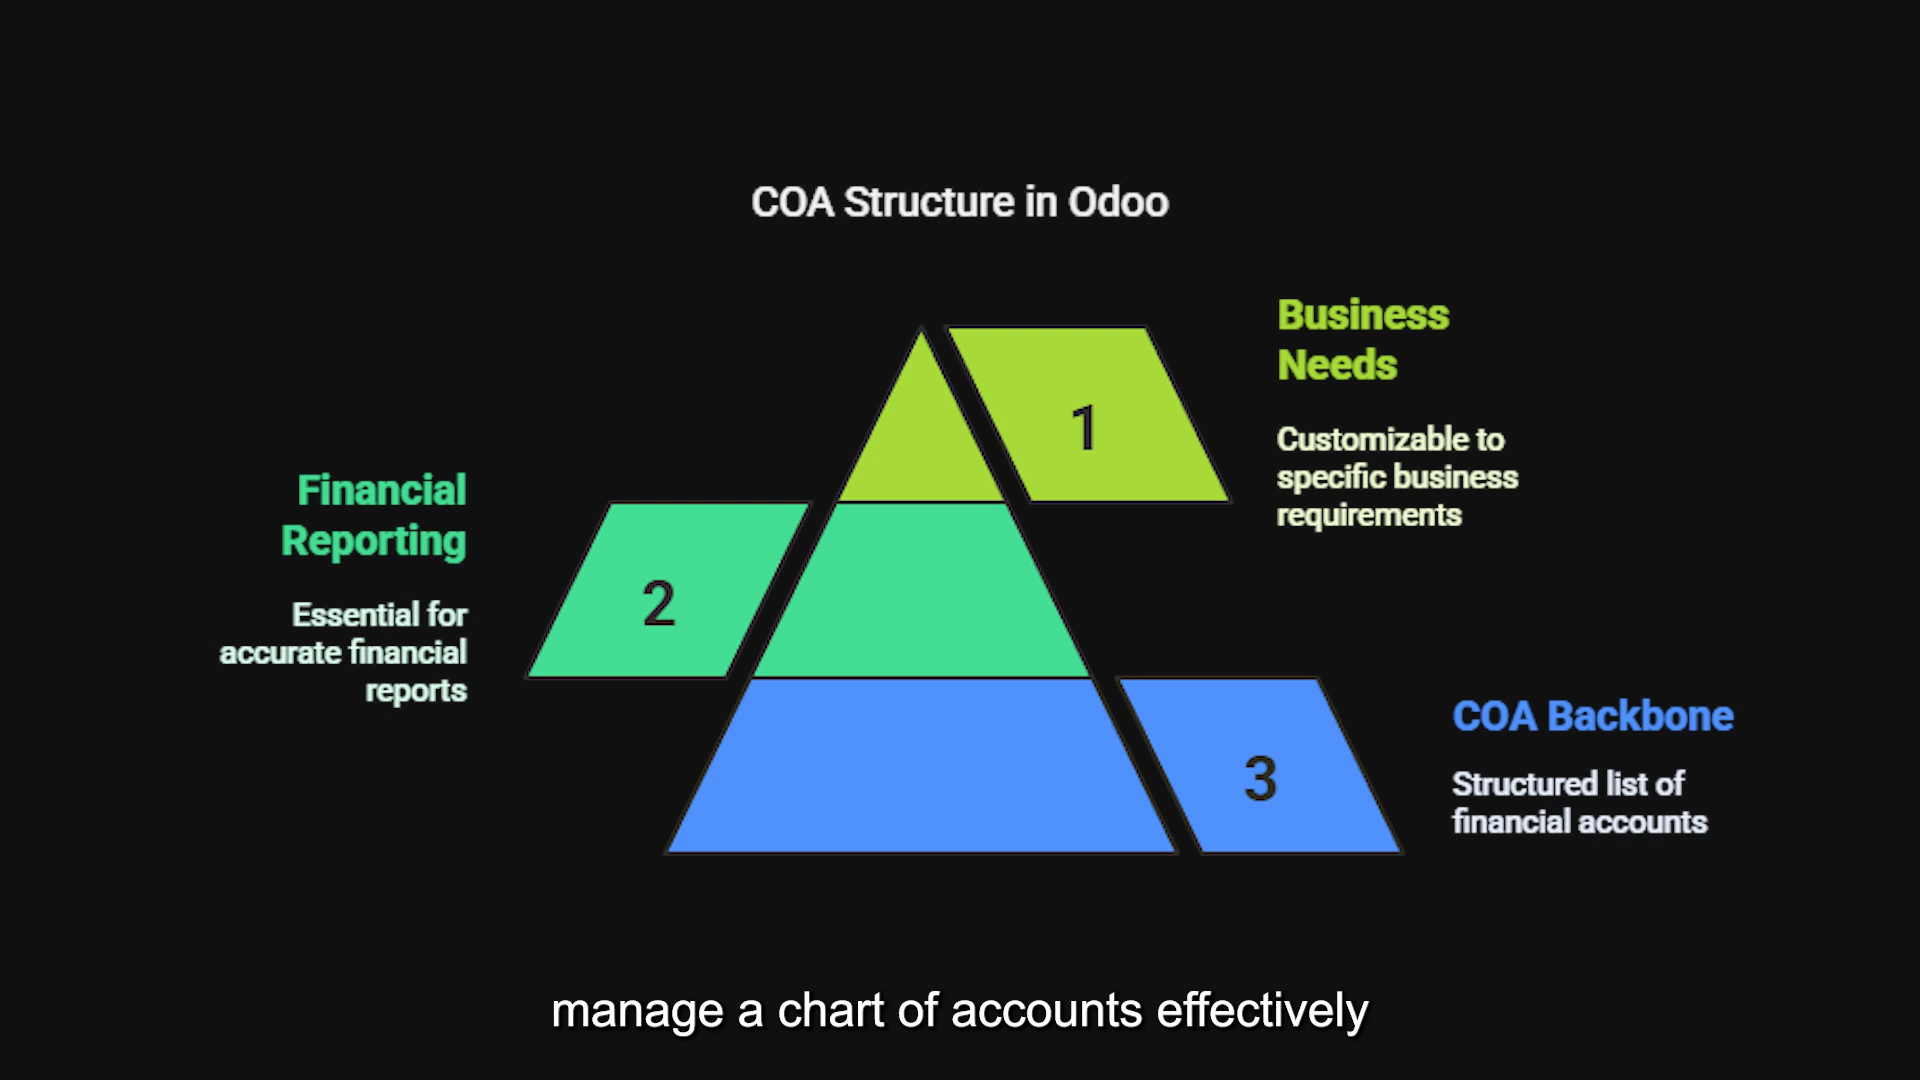 COA Structure in Odoo
Business
Needs
1
Customizable to
specific business
requirements
Financial
Reporting
2
Essential for
accurate financial
reports
COA Backbone
3
Structured list of
financial accounts
manage a chart of accounts effectively